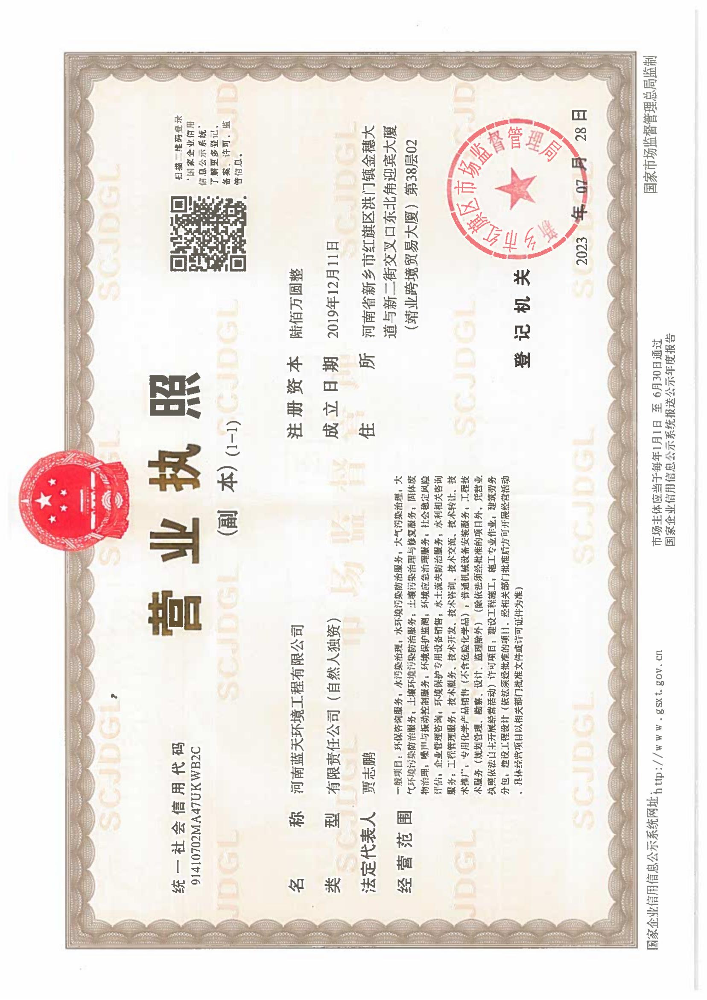 营业执照
(副 本) (1-1)
统一社会信用代码
91410702MA47UKWB2C
扫描二维码登录
'国家企业信用
信息公示系统'
了解更多登记、
备案、许可、监
管信息。
名 称 河南蓝天环境工程有限公司
类 型 有限责任公司（自然人独资）
法定代表人 贾志鹏
经营范围 一般项目：环保咨询服务；水污染治理；水环境污染防治服务；大气污染治理；大
气环境污染防治服务；土壤环境污染防治服务；土壤污染治理与修复服务；固体废
物治理；噪声与振动控制服务；环境保护监测；环境应急治理服务；社会稳定风险
评估；企业管理咨询；环境保护专用设备销售；水土流失防治服务；水利相关咨询
服务；工程管理服务；技术服务、技术开发、技术咨询、技术交流、技术转让、技
术推广；专用化学产品销售（不含危险化学品）；普通机械设备安装服务；工程技
术服务（规划管理、勘察、设计、监理除外）（除依法须经批准的项目外，凭营业
执照依法自主开展经营活动）许可项目：建设工程施工；施工专业作业；建筑劳务
分包；建设工程设计（依法须经批准的项目，经相关部门批准后方可开展经营活动
，具体经营项目以相关部门批准文件或许可证件为准）
注册资本 陆佰万圆整
成立日期 2019年12月11日
住 所 河南省新乡市红旗区洪门镇金穗大
道与新二街交叉口东北角迎宾大厦
（靖业跨境贸易大厦）第38层02
登记机关
新乡市红旗区市场监督管理局
2023 年 07 月 28 日
国家企业信用信息公示系统网址：http://www.gsxt.gov.cn
市场主体应当于每年1月1日 至 6月30日通过
国家企业信用信息公示系统报送公示年度报告
国家市场监督管理总局监制